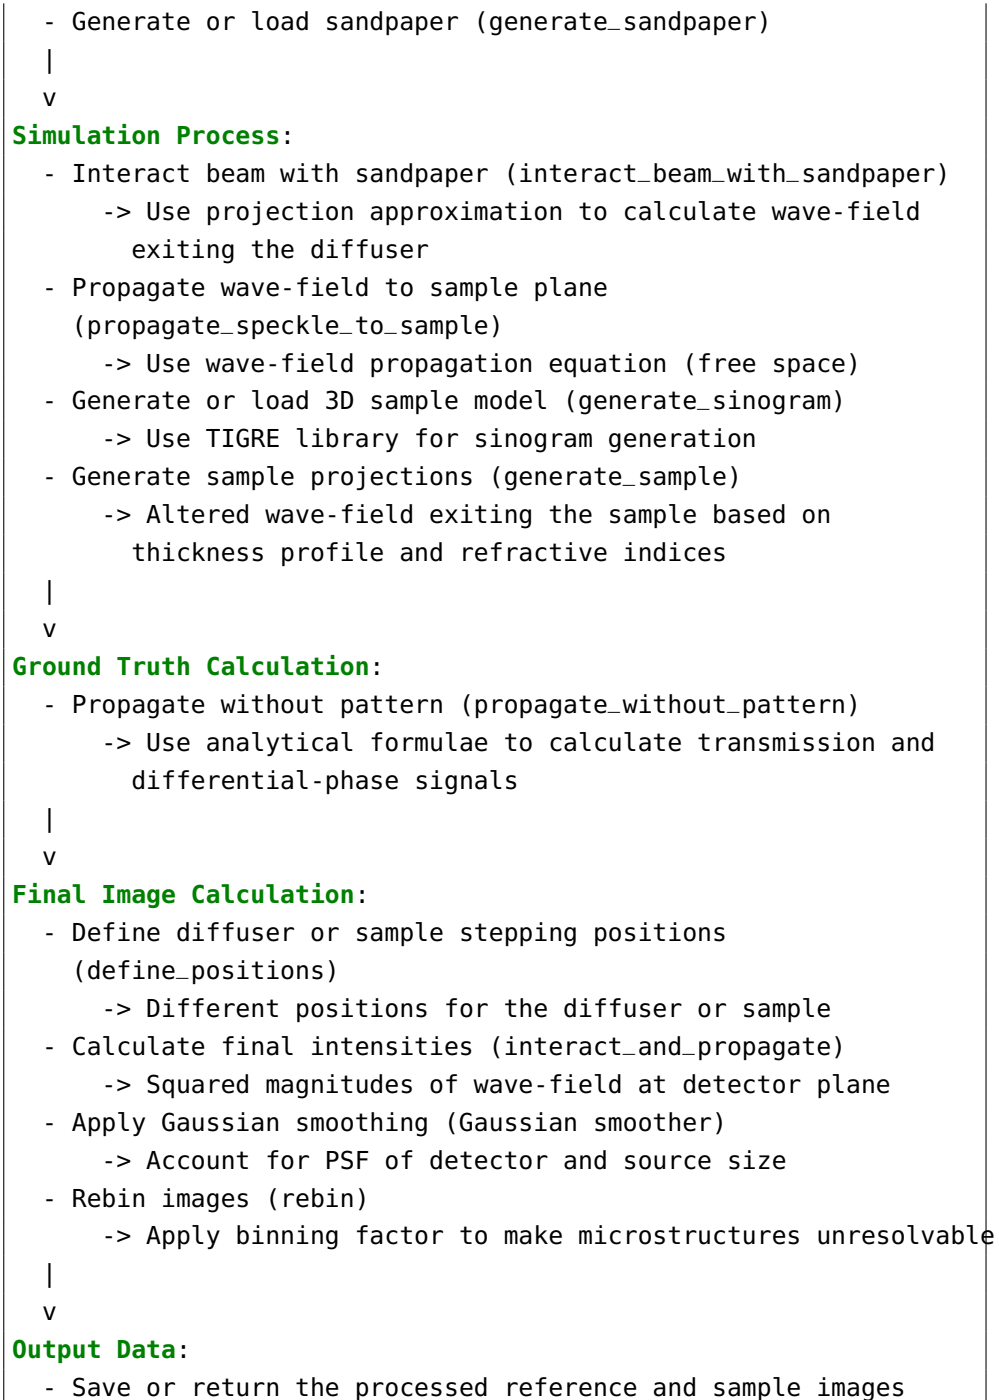 - Generate or load sandpaper (generate_sandpaper)
|
v
Simulation Process:
- Interact beam with sandpaper (interact_beam_with_sandpaper)
-> Use projection approximation to calculate wave-field
exiting the diffuser
- Propagate wave-field to sample plane
(propagate_speckle_to_sample)
-> Use wave-field propagation equation (free space)
- Generate or load 3D sample model (generate_sinogram)
-> Use TIGRE library for sinogram generation
- Generate sample projections (generate_sample)
-> Altered wave-field exiting the sample based on
thickness profile and refractive indices
|
v
Ground Truth Calculation:
- Propagate without pattern (propagate_without_pattern)
-> Use analytical formulae to calculate transmission and
differential-phase signals
|
v
Final Image Calculation:
- Define diffuser or sample stepping positions
(define_positions)
-> Different positions for the diffuser or sample
- Calculate final intensities (interact_and_propagate)
-> Squared magnitudes of wave-field at detector plane
- Apply Gaussian smoothing (Gaussian smoother)
-> Account for PSF of detector and source size
- Rebin images (rebin)
-> Apply binning factor to make microstructures unresolvable
|
v
Output Data:
- Save or return the processed reference and sample images